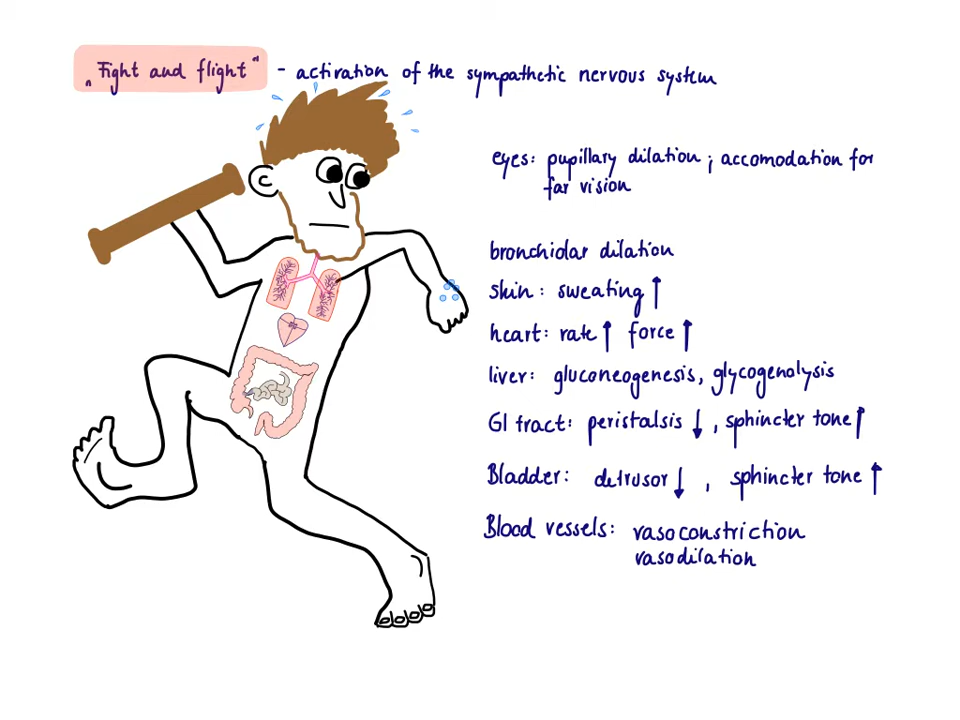 „Fight and flight“ - activation of the sympathetic nervous system
eyes: pupillary dilation ; accomodation for
far vision
bronchiolar dilation
skin: sweating ↑
heart: rate ↑ force ↑
liver: gluconeogenesis, glycogenolysis
GI tract: peristalsis ↓, sphincter tone ↑
Bladder: detrusor ↓, sphincter tone ↑
Blood vessels: vasoconstriction
vasodilation